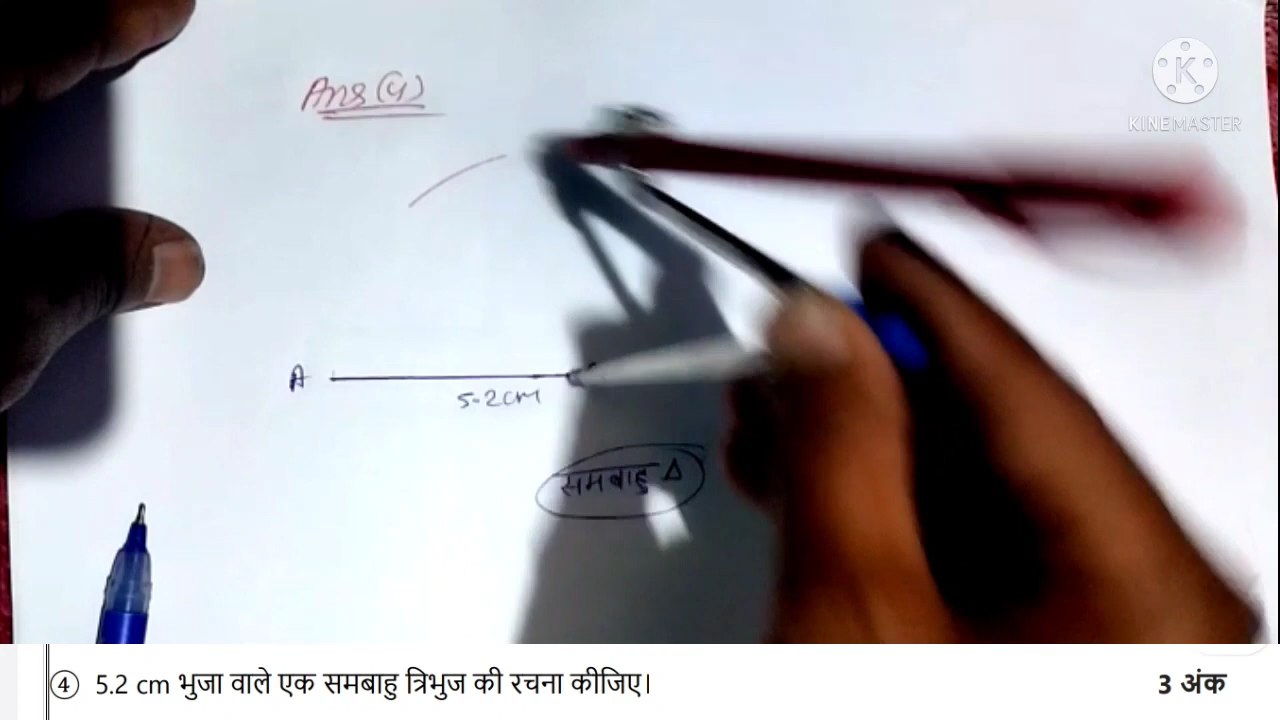 Ans (4)
KINEMASTER
A
5.2cm
समबाहु Δ
④ 5.2 cm भुजा वाले एक समबाहु त्रिभुज की रचना कीजिए। 3 अंक